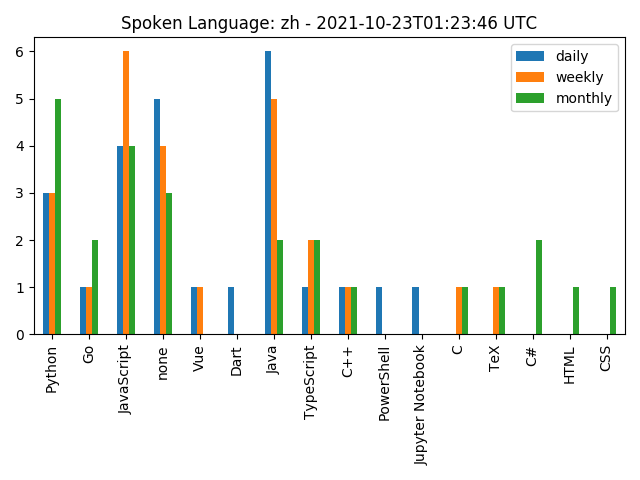 Spoken Language: zh - 2021-10-23T01:23:46 UTC
daily
weekly
monthly
6
5
4
3
2
1
0
Python
Go
JavaScript
none
Vue
Dart
Java
TypeScript
C++
PowerShell
Jupyter Notebook
C
TeX
C#
HTML
CSS